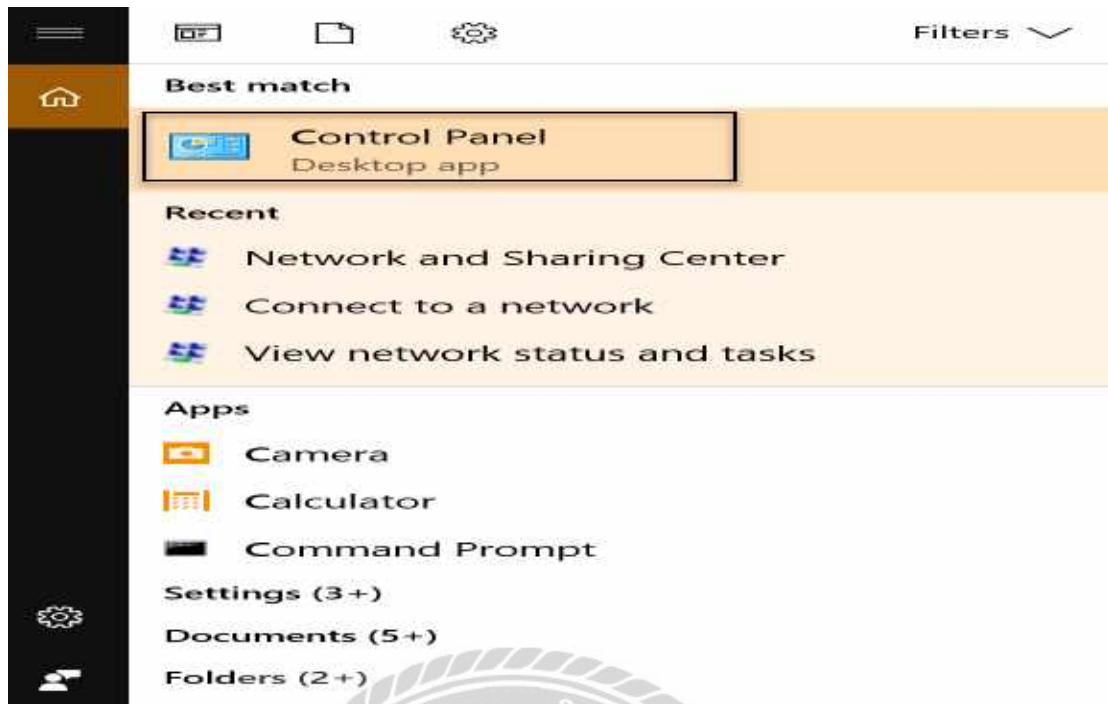 Filters
Best match
Control Panel
Desktop app
Recent
Network and Sharing Center
Connect to a network
View network status and tasks
Apps
Camera
Calculator
Command Prompt
Settings (3+)
Documents (5+)
Folders (2+)